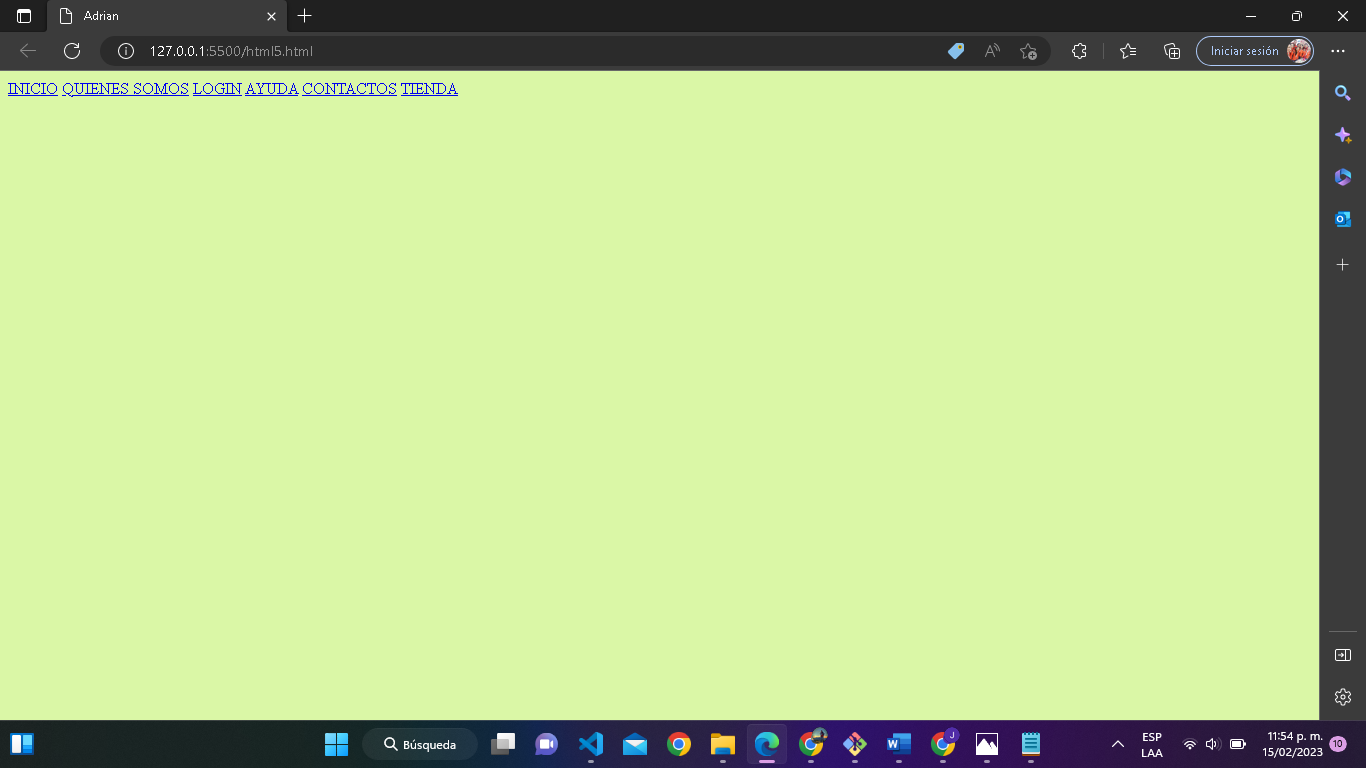 Adrian
127.0.0.1:5500/html5.html
Iniciar sesión
INICIO QUIENES SOMOS LOGIN AYUDA CONTACTOS TIENDA
Búsqueda
ESP
LAA
11:54 p. m.
15/02/2023
10